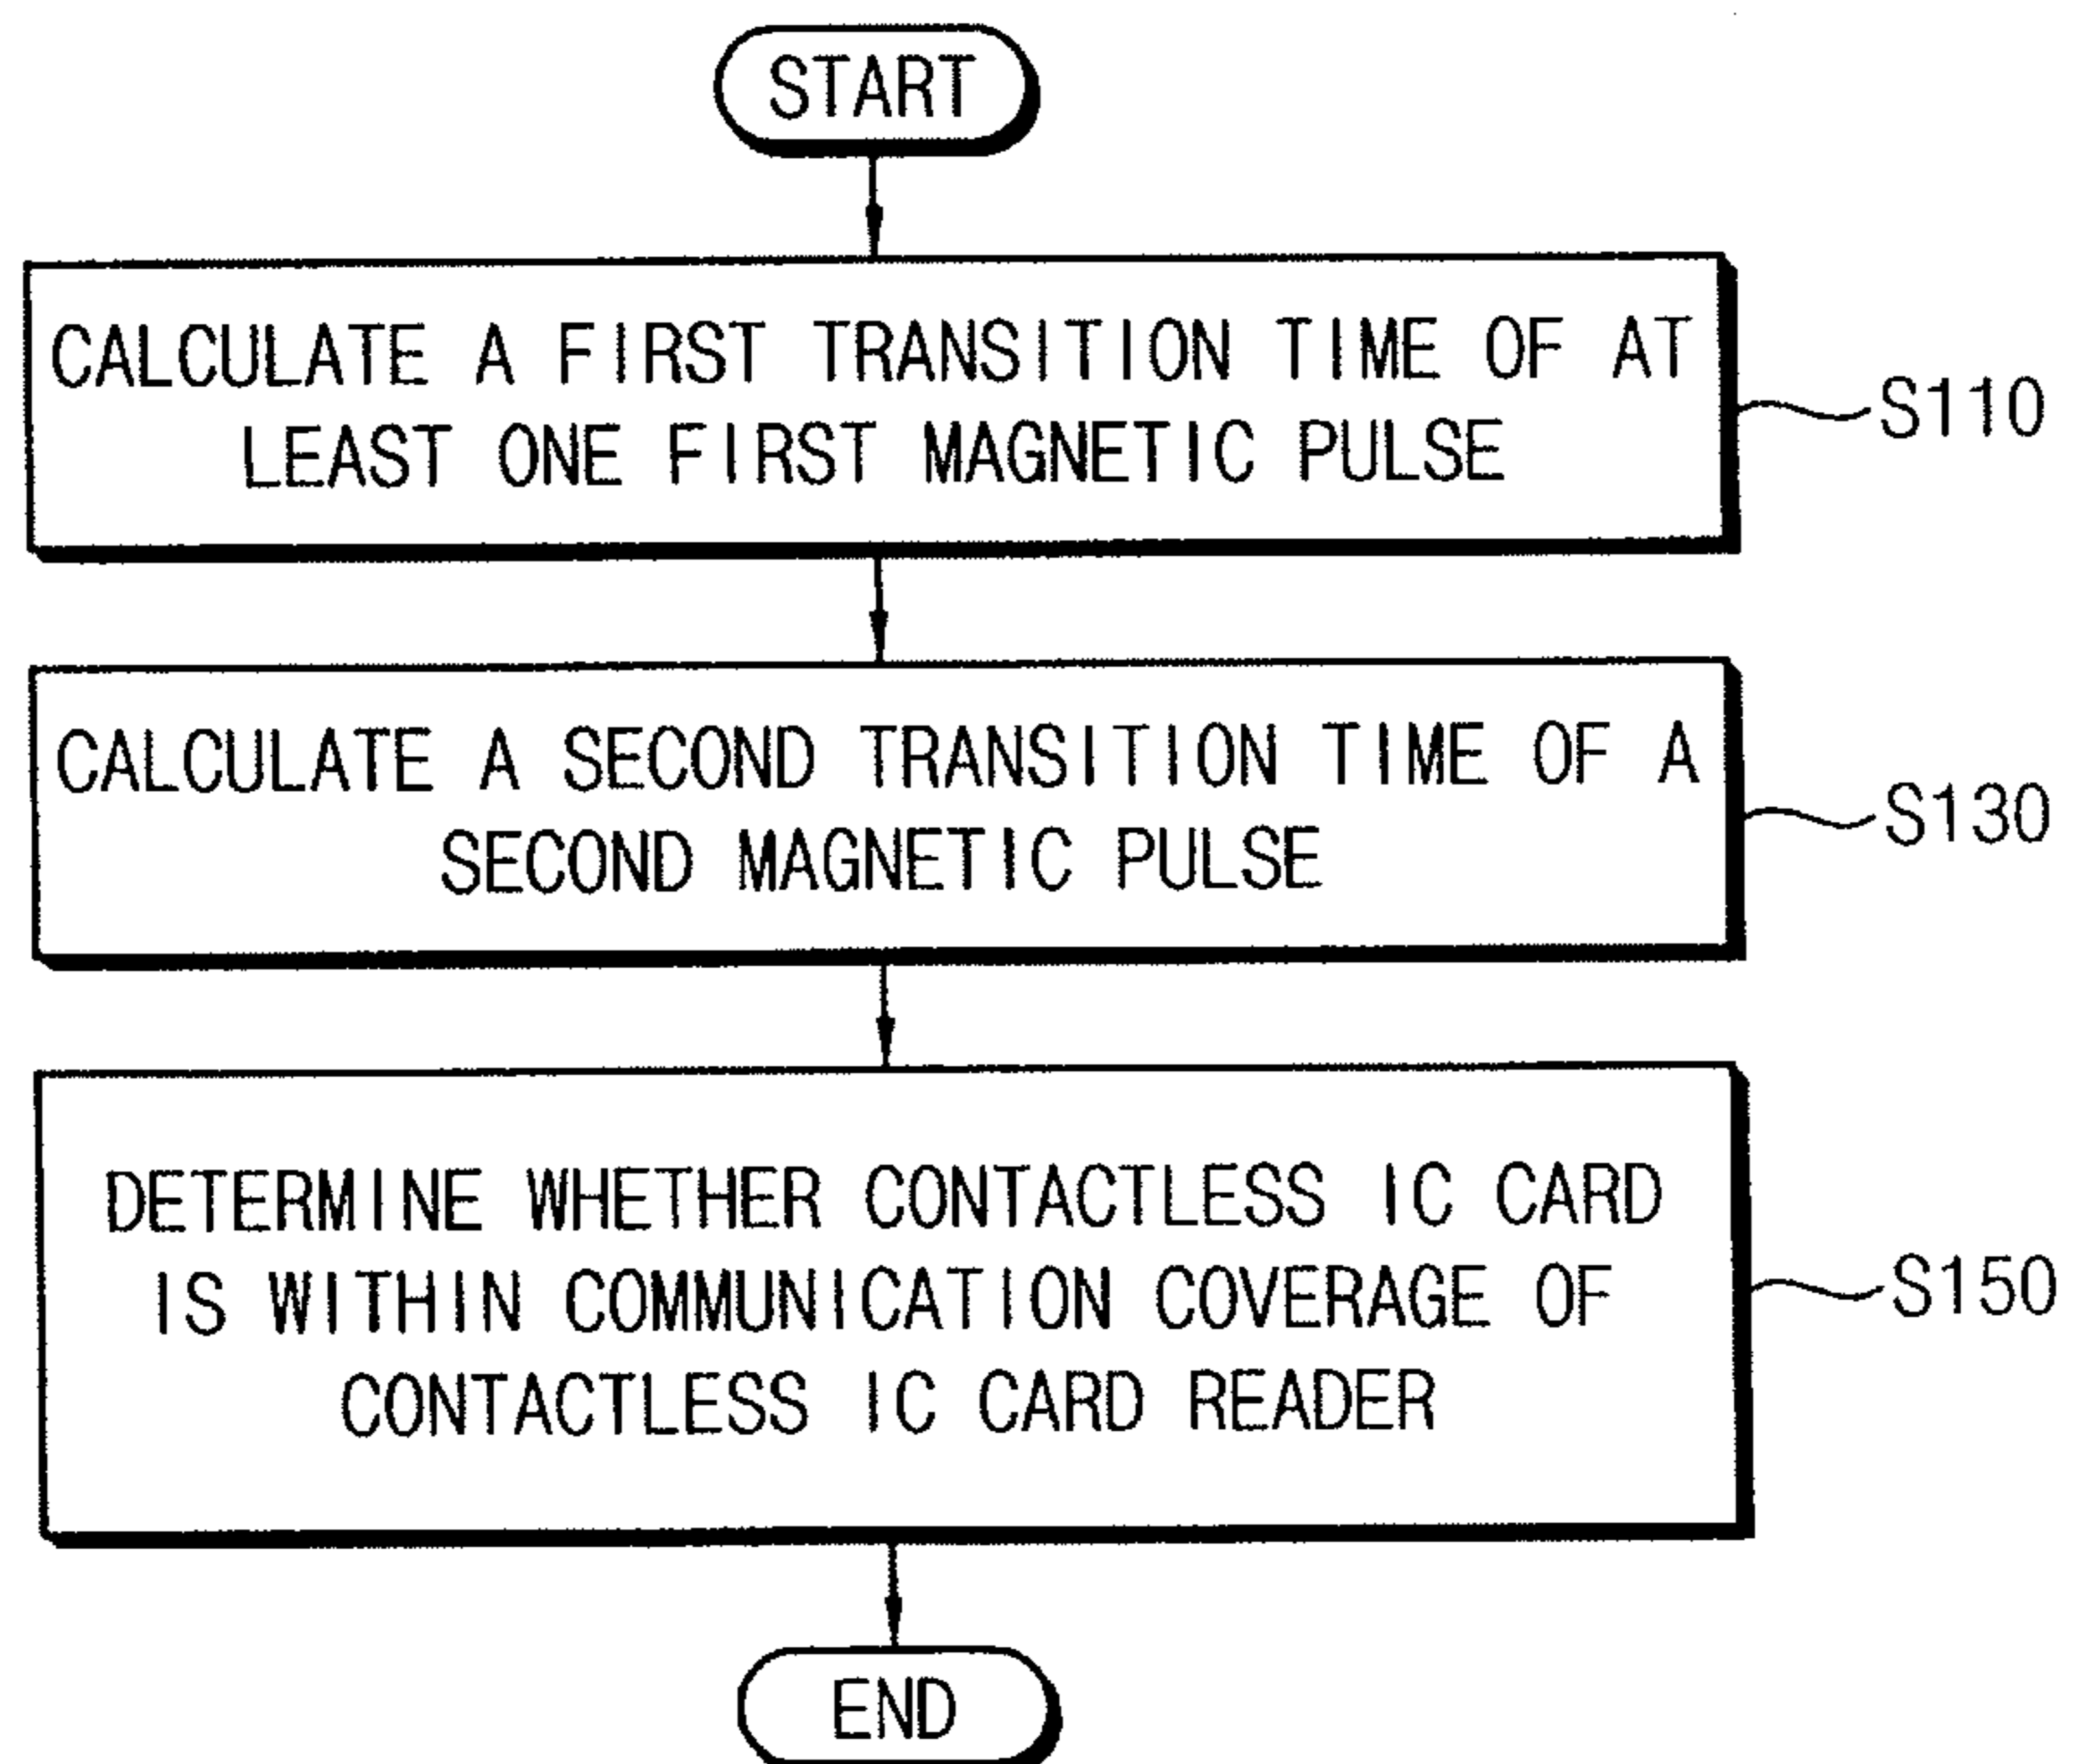 START
CALCULATE A FIRST TRANSITION TIME OF AT
LEAST ONE FIRST MAGNETIC PULSE
S110
CALCULATE A SECOND TRANSITION TIME OF A
SECOND MAGNETIC PULSE
S130
DETERMINE WHETHER CONTACTLESS IC CARD
IS WITHIN COMMUNICATION COVERAGE OF
CONTACTLESS IC CARD READER
S150
END